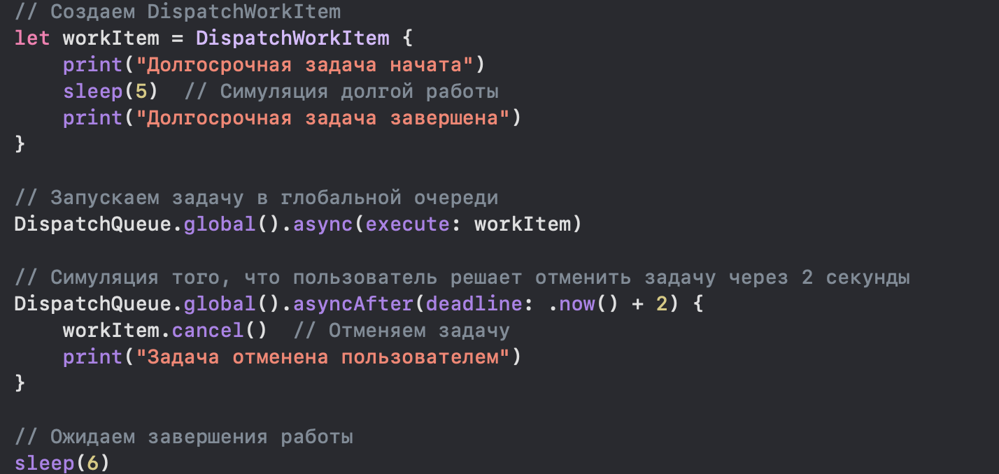 // Создаем DispatchWorkItem
let workItem = DispatchWorkItem {
    print("Долгосрочная задача начата")
    sleep(5)  // Симуляция долгой работы
    print("Долгосрочная задача завершена")
}

// Запускаем задачу в глобальной очереди
DispatchQueue.global().async(execute: workItem)

// Симуляция того, что пользователь решает отменить задачу через 2 секунды
DispatchQueue.global().asyncAfter(deadline: .now() + 2) {
    workItem.cancel()  // Отменяем задачу
    print("Задача отменена пользователем")
}

// Ожидаем завершения работы
sleep(6)